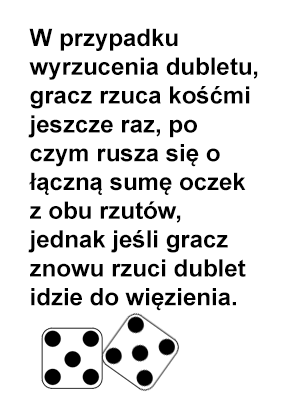 W przypadku
wyrzucenia dubletu,
gracz rzuca kośćmi
jeszcze raz, po
czym rusza się o
łączną sumę oczek
z obu rzutów,
jednak jeśli gracz
znowu rzuci dublet
idzie do więzienia.